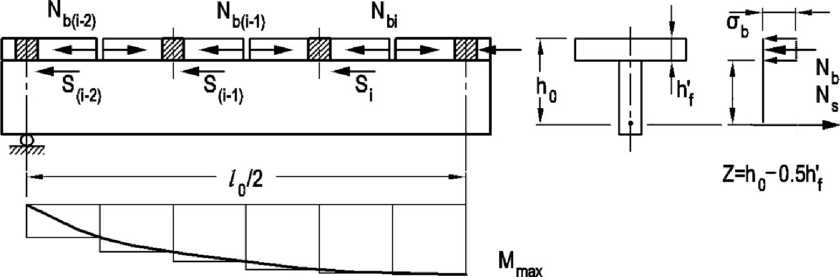 N_b(i-2) N_b(i-1) N_bi
S_(i-2) S_(i-1) S_i
l_0/2
M_max
h_0
h'_f
σ_b
N_b
N_s
Z=h_0-0.5h'_f